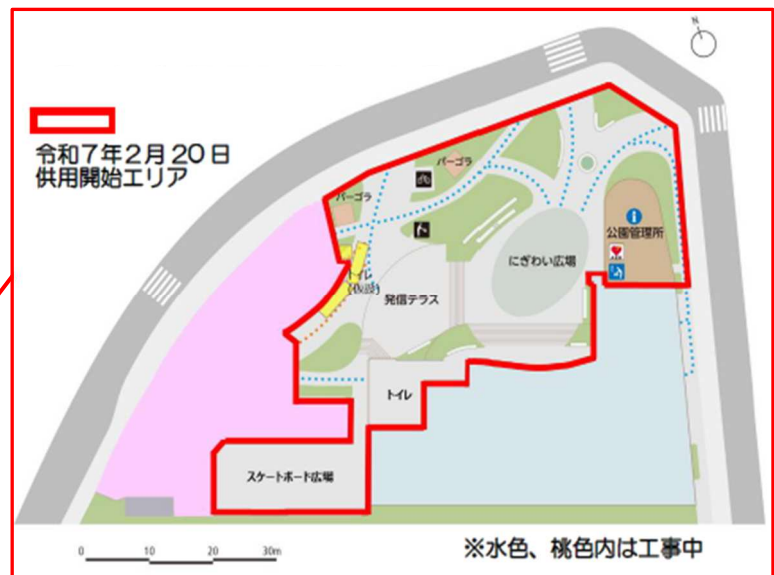 N
令和7年2月20日
供用開始エリア
パーゴラ
パーゴラ
公園管理所
トイレ
(仮設)
にぎわい広場
発信テラス
トイレ
スケートボード広場
0 10 20 30m
※水色、桃色内は工事中